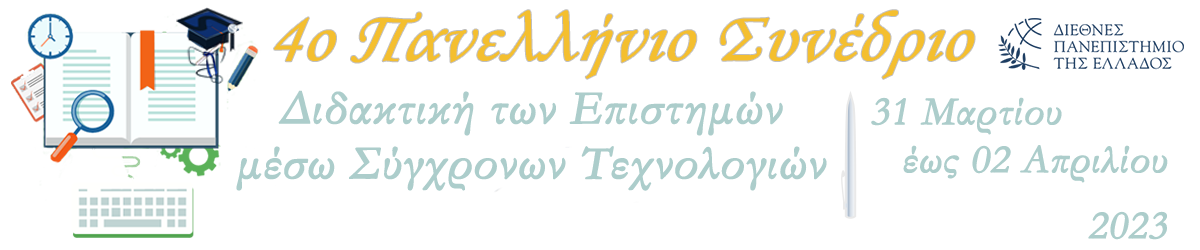 4ο Πανελλήνιο Συνέδριο
ΔΙΕΘΝΕΣ
ΠΑΝΕΠΙΣΤΗΜΙΟ
ΤΗΣ ΕΛΛΑΔΟΣ
Διδακτική των Επιστημών
μέσω Σύγχρονων Τεχνολογιών
31 Μαρτίου
έως 02 Απριλίου
2023